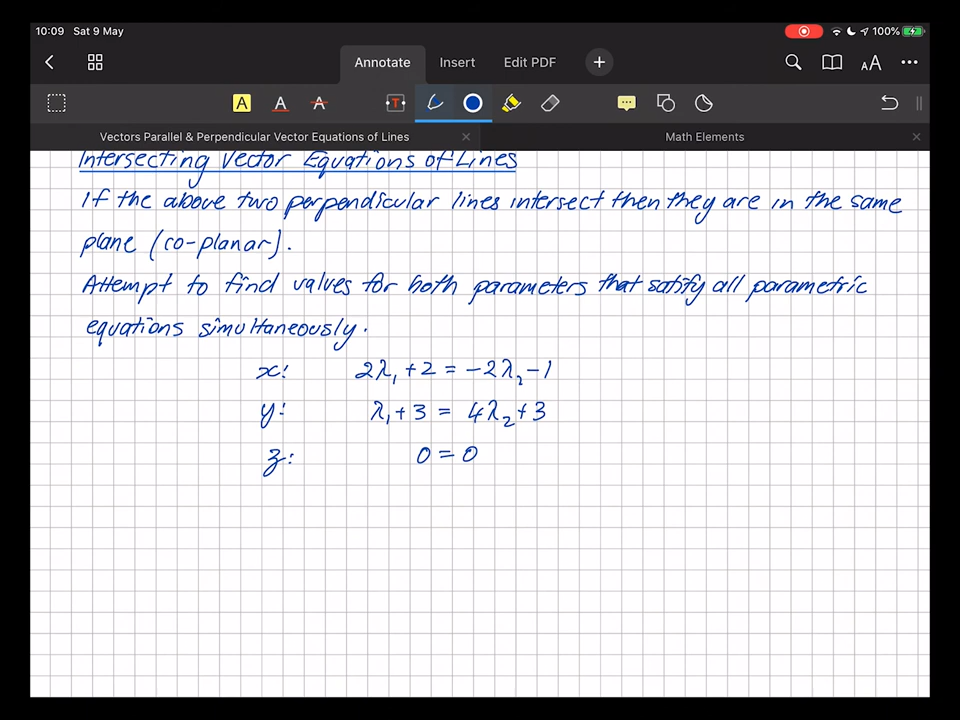 10:09 Sat 9 May 100%
Annotate Insert Edit PDF
Vectors Parallel & Perpendicular Vector Equations of Lines Math Elements
Intersecting Vector Equations of Lines
If the above two perpendicular lines intersect then they are in the same
plane (co-planar).
Attempt to find values for both parameters that satify all parametric
equations simultaneously.
x: 2λ₁+2 = -2λ₂-1
y: λ₁+3 = 4λ₂+3
z: 0 = 0